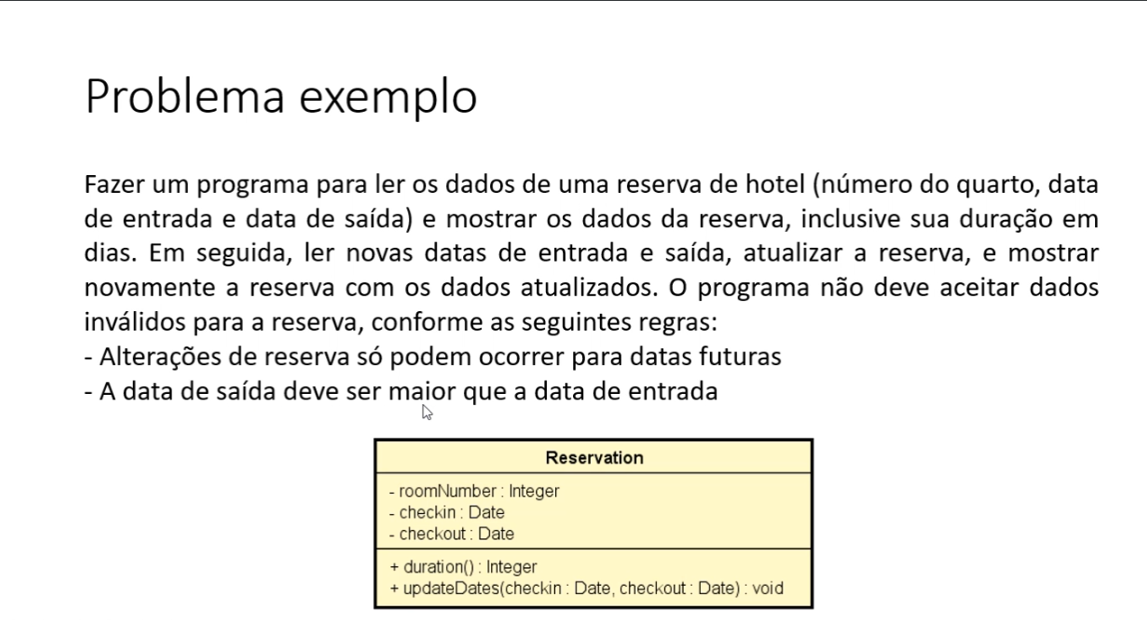 Problema exemplo
Fazer um programa para ler os dados de uma reserva de hotel (número do quarto, data
de entrada e data de saída) e mostrar os dados da reserva, inclusive sua duração em
dias. Em seguida, ler novas datas de entrada e saída, atualizar a reserva, e mostrar
novamente a reserva com os dados atualizados. O programa não deve aceitar dados
inválidos para a reserva, conforme as seguintes regras:
- Alterações de reserva só podem ocorrer para datas futuras
- A data de saída deve ser maior que a data de entrada
Reservation
- roomNumber : Integer
- checkin : Date
- checkout : Date
+ duration() : Integer
+ updateDates(checkin : Date, checkout : Date) : void